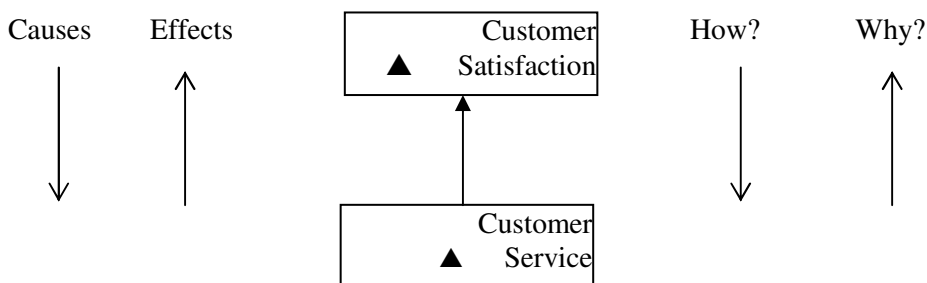 Causes Effects Customer How? Why?
▲ Satisfaction
Customer
▲ Service